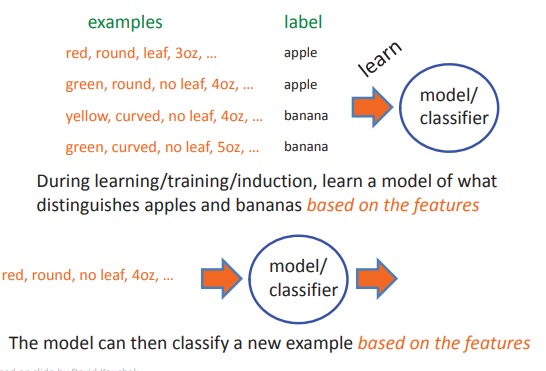 examples label
red, round, leaf, 3oz, … apple
learn
green, round, no leaf, 4oz, … apple
model/
classifier
yellow, curved, no leaf, 4oz, … banana
green, curved, no leaf, 5oz, … banana
During learning/training/induction, learn a model of what
distinguishes apples and bananas based on the features
red, round, no leaf, 4oz, …
model/
classifier
The model can then classify a new example based on the features